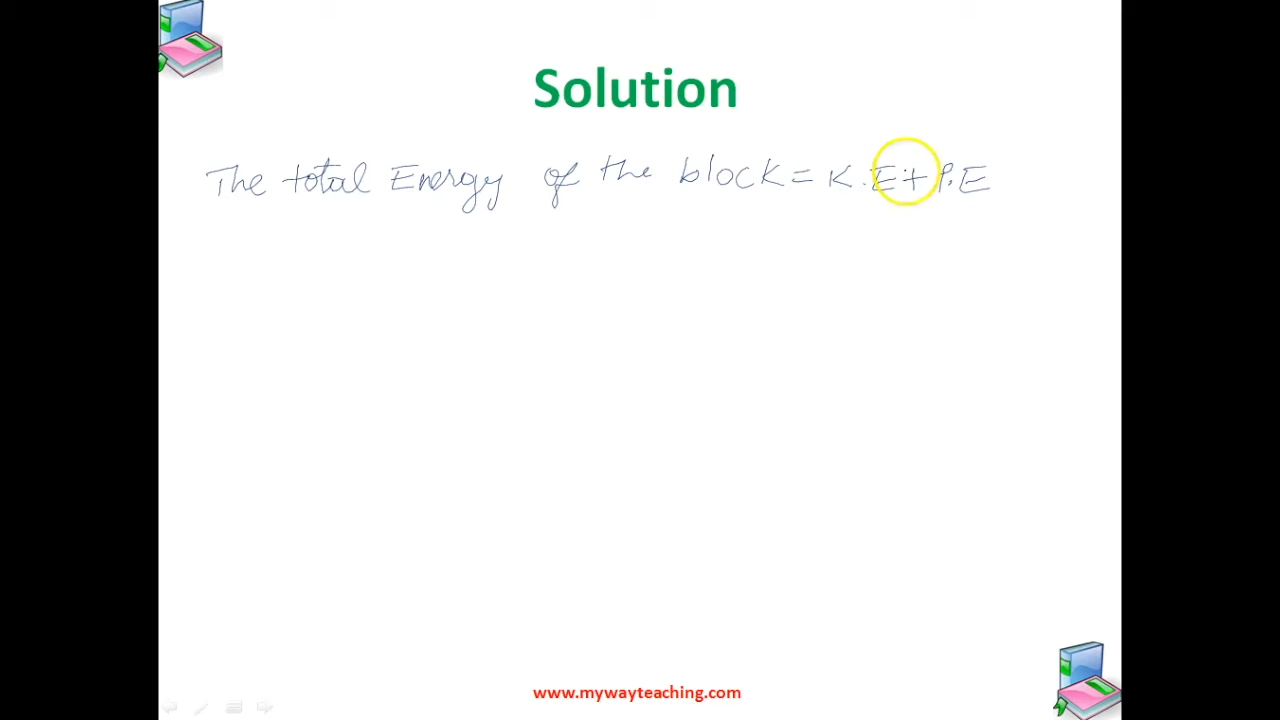 Solution
The total Energy of the block = K.E + P.E
www.mywayteaching.com